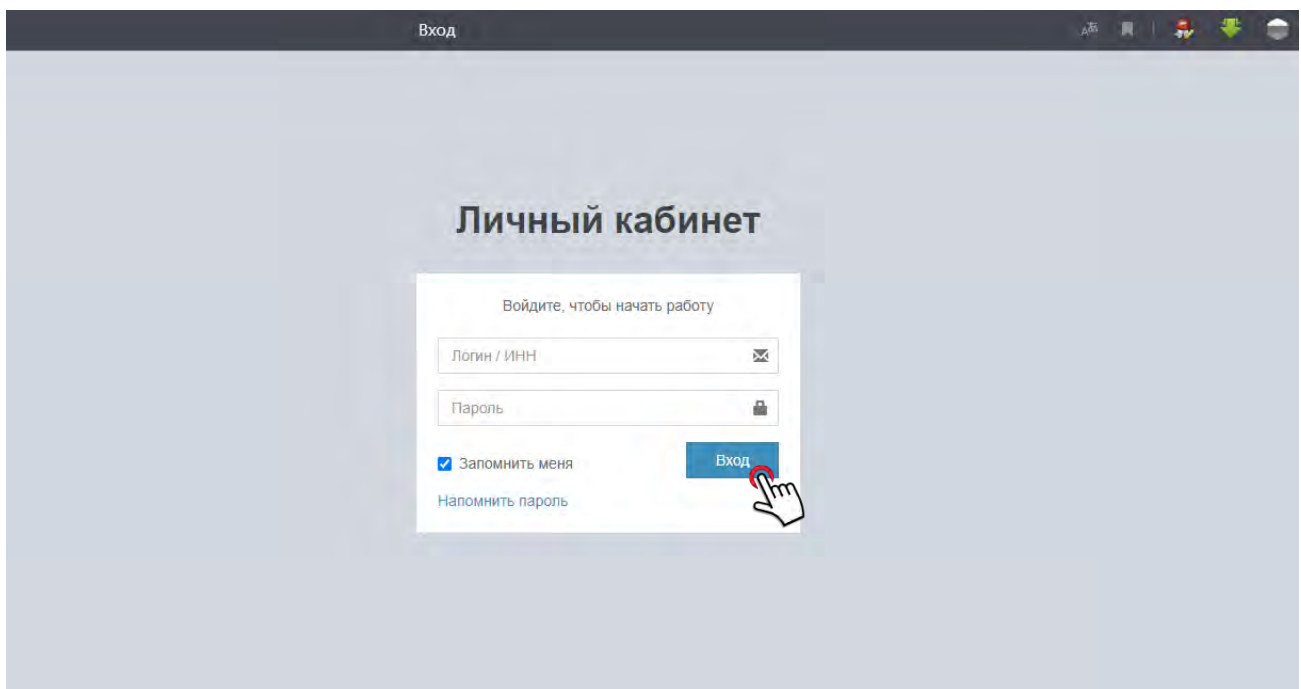 Вход
Личный кабинет
Войдите, чтобы начать работу
Логин / ИНН
Пароль
Запомнить меня
Вход
Напомнить пароль